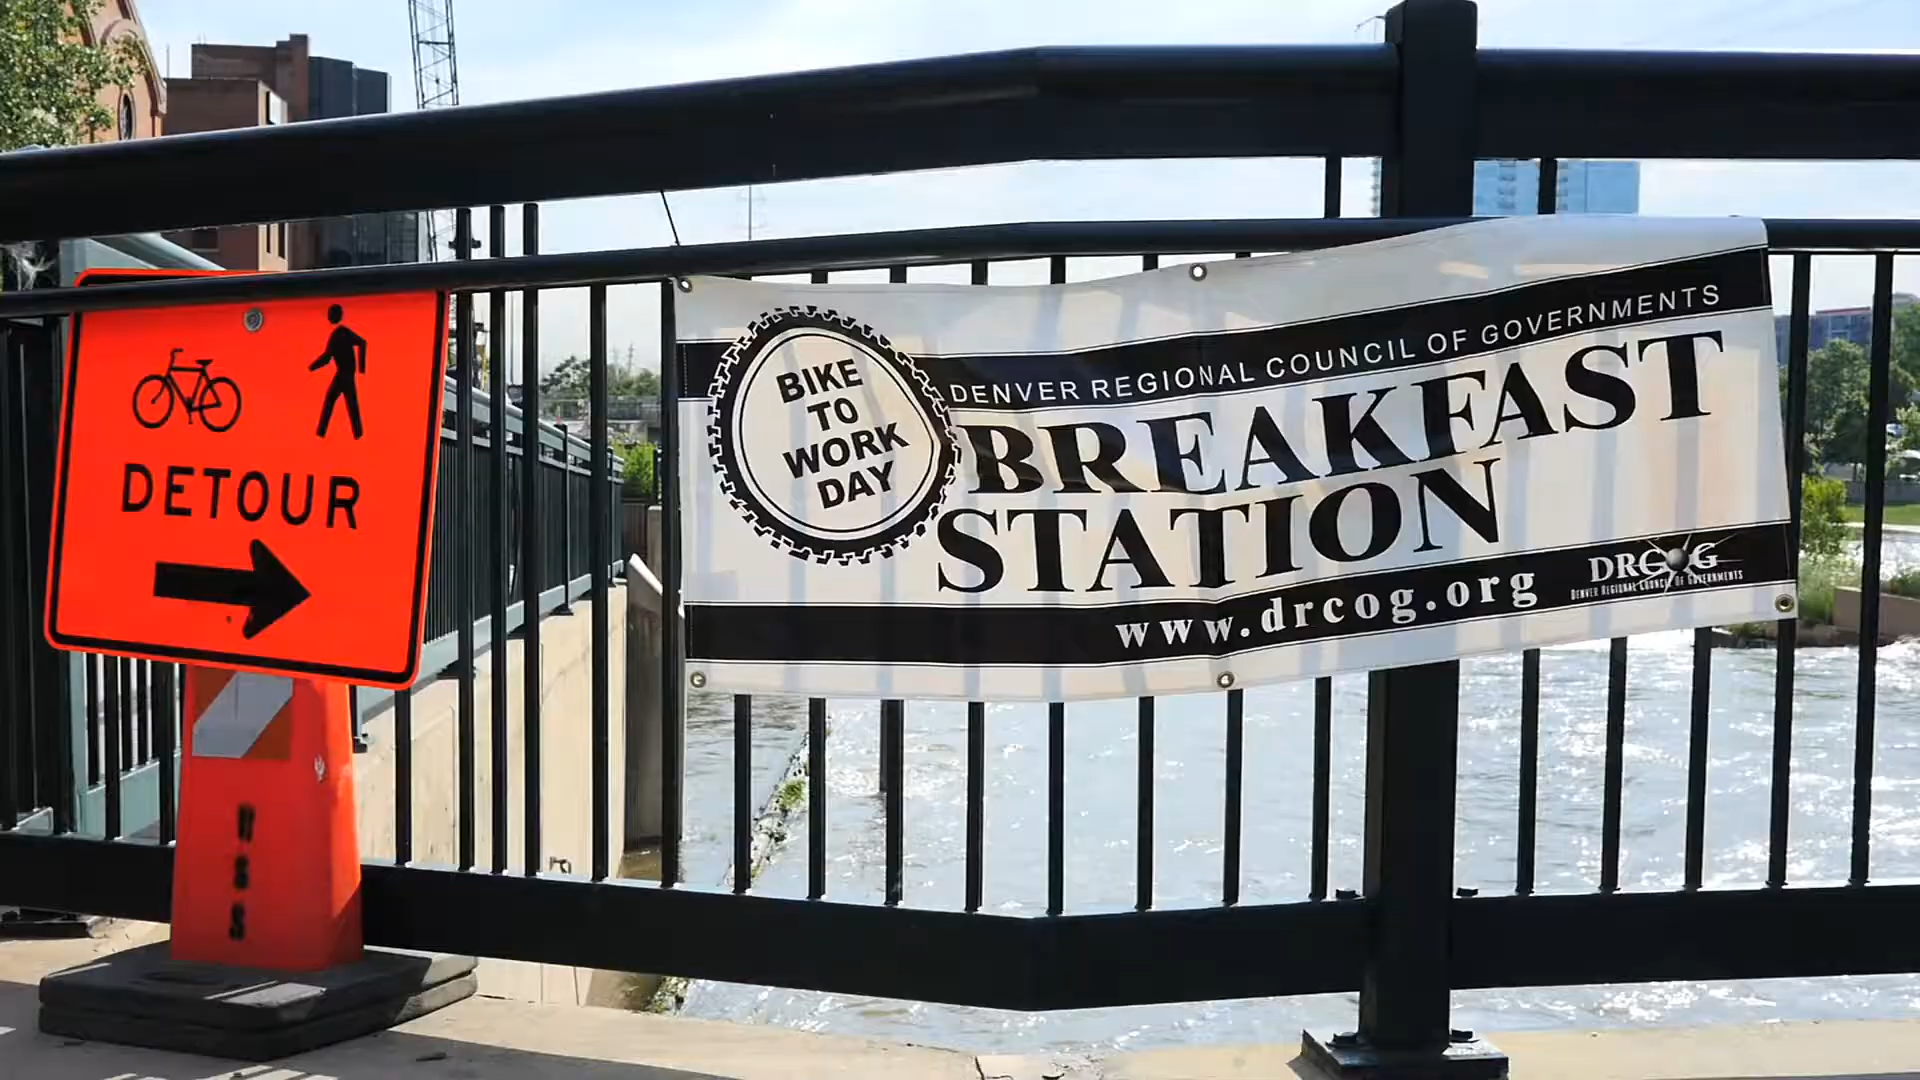 DETOUR
HSS
BIKE
TO
WORK
DAY
DENVER REGIONAL COUNCIL OF GOVERNMENTS
BREAKFAST
STATION
www.drcog.org
DRCOG
DENVER REGIONAL COUNCIL OF GOVERNMENTS